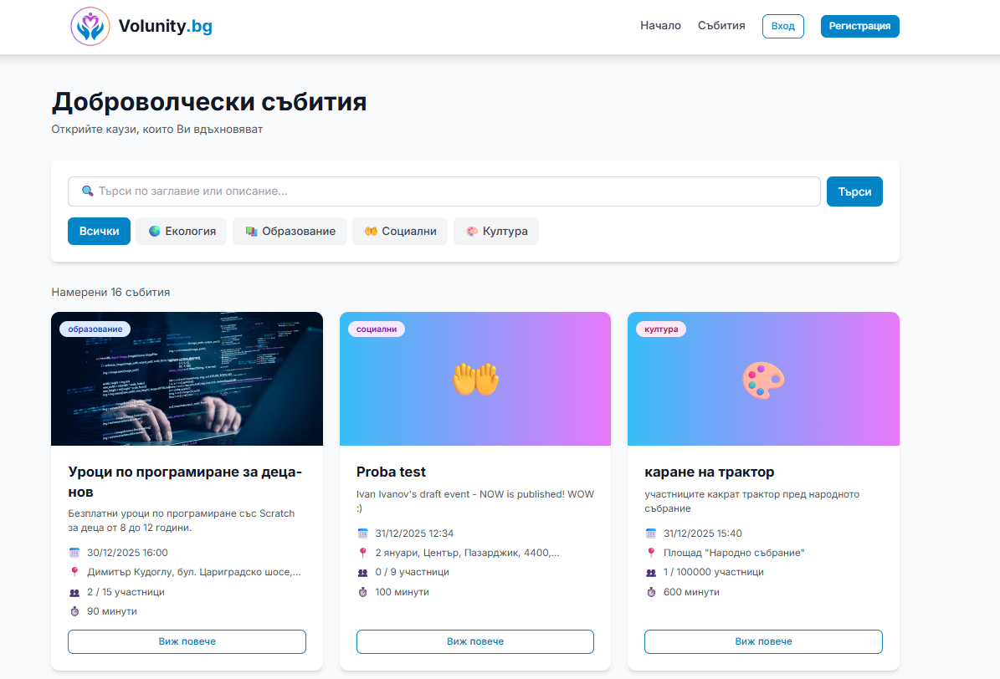 Volunity.bg
Начало
Събития
Вход
Регистрация
Доброволчески събития
Открийте каузи, които Ви вдъхновяват
Търси по заглавие или описание...
Търси
Всички
Екология
Образование
Социални
Култура
Намерени 16 събития
образование
Уроци по програмиране за деца-
нов
Безплатни уроци по програмиране със Scratch
за деца от 8 до 12 години.
30/12/2025 16:00
Димитър Кудоглу, бул. Цариградско шосе,...
2 / 15 участници
90 минути
Виж повече
социални
Proba test
Ivan Ivanov's draft event - NOW is published! WOW
:)
31/12/2025 12:34
2 януари, Център, Пазарджик, 4400,...
0 / 9 участници
100 минути
Виж повече
култура
каране на трактор
участниците какрат трактор пред народното
събрание
31/12/2025 15:40
Площад "Народно събрание"
1 / 100000 участници
600 минути
Виж повече